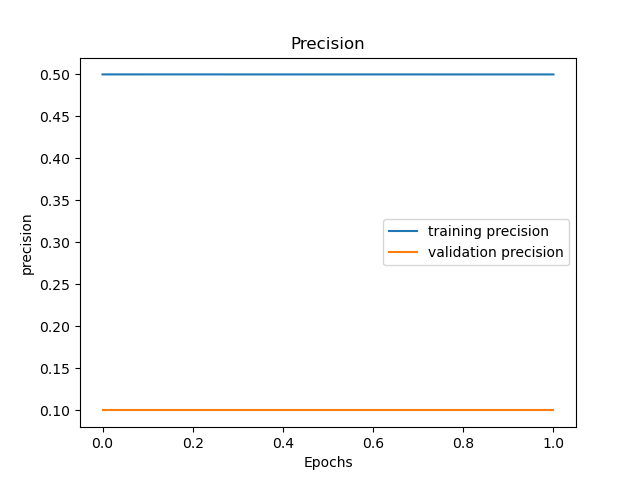 Precision
0.50
0.45
0.40
0.35
0.30
0.25
0.20
0.15
0.10
precision
training precision
validation precision
0.0 0.2 0.4 0.6 0.8 1.0
Epochs